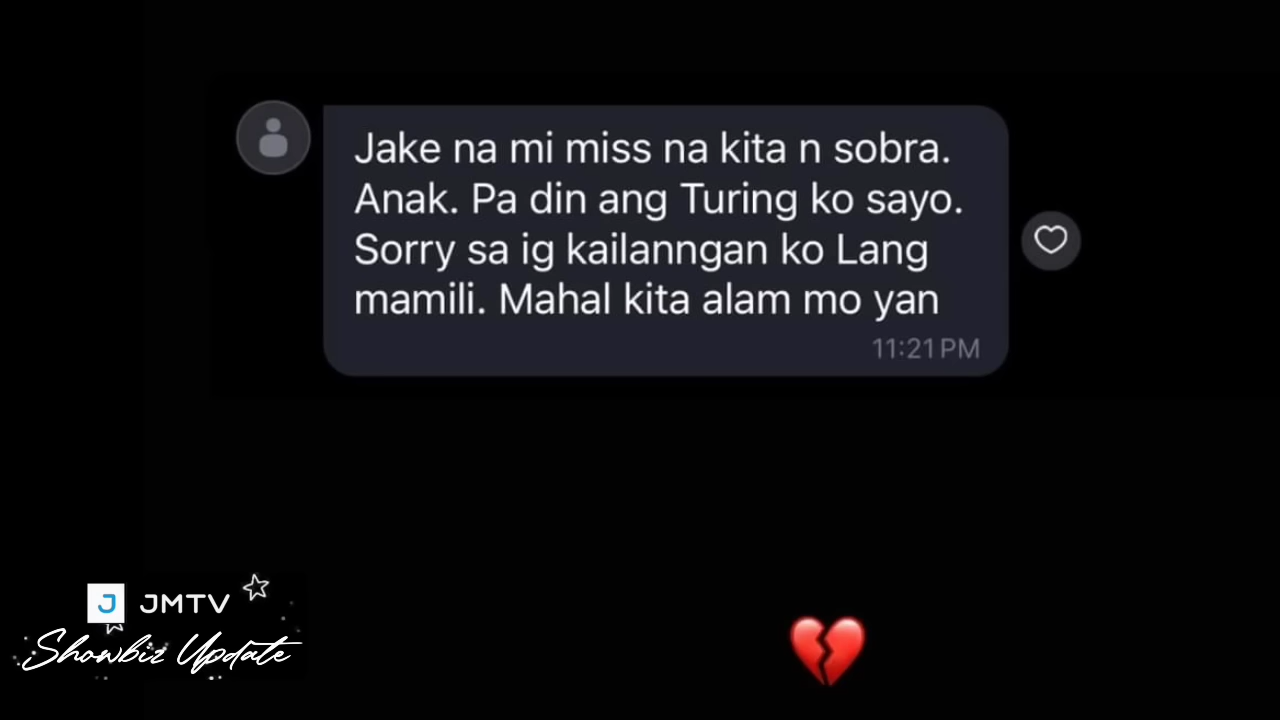 Jake na mi miss na kita n sobra.
Anak. Pa din ang Turing ko sayo.
Sorry sa ig kailanngan ko Lang
mamili. Mahal kita alam mo yan
11:21 PM
J JMTV
Showbiz Update